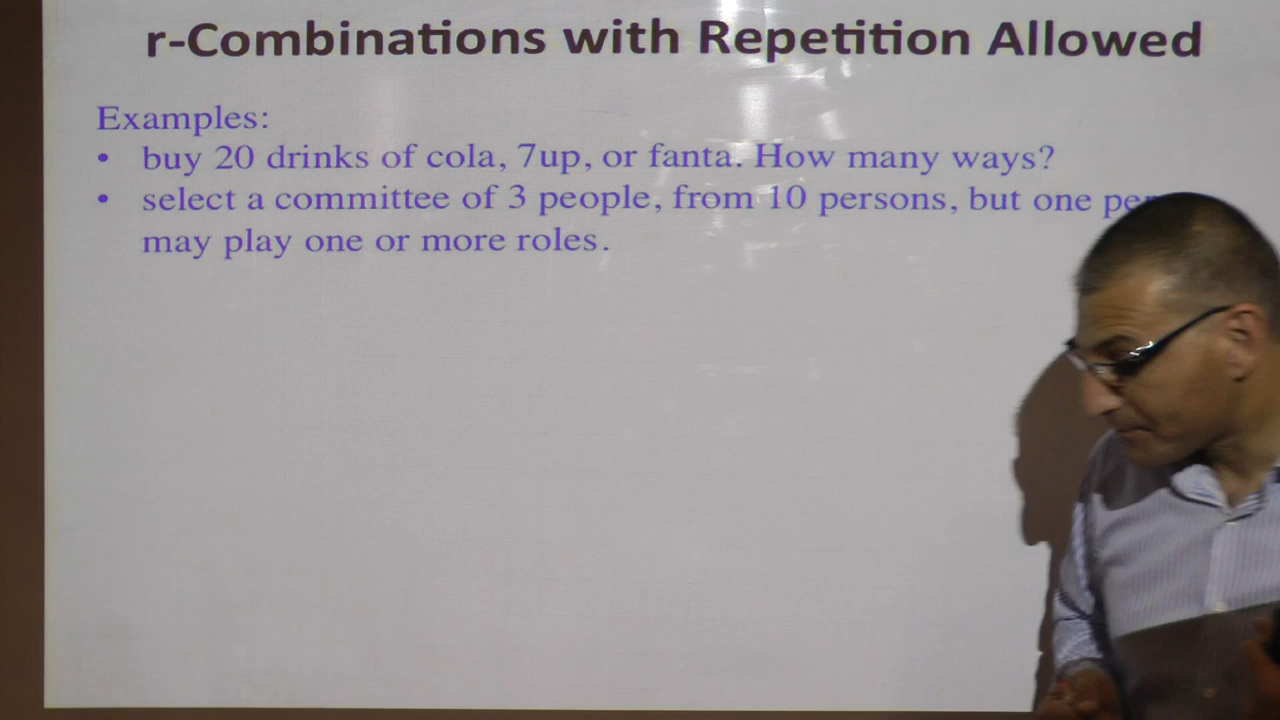 r-Combinations with Repetition Allowed
Examples:
• buy 20 drinks of cola, 7up, or fanta. How many ways?
• select a committee of 3 people, from 10 persons, but one
may play one or more roles.